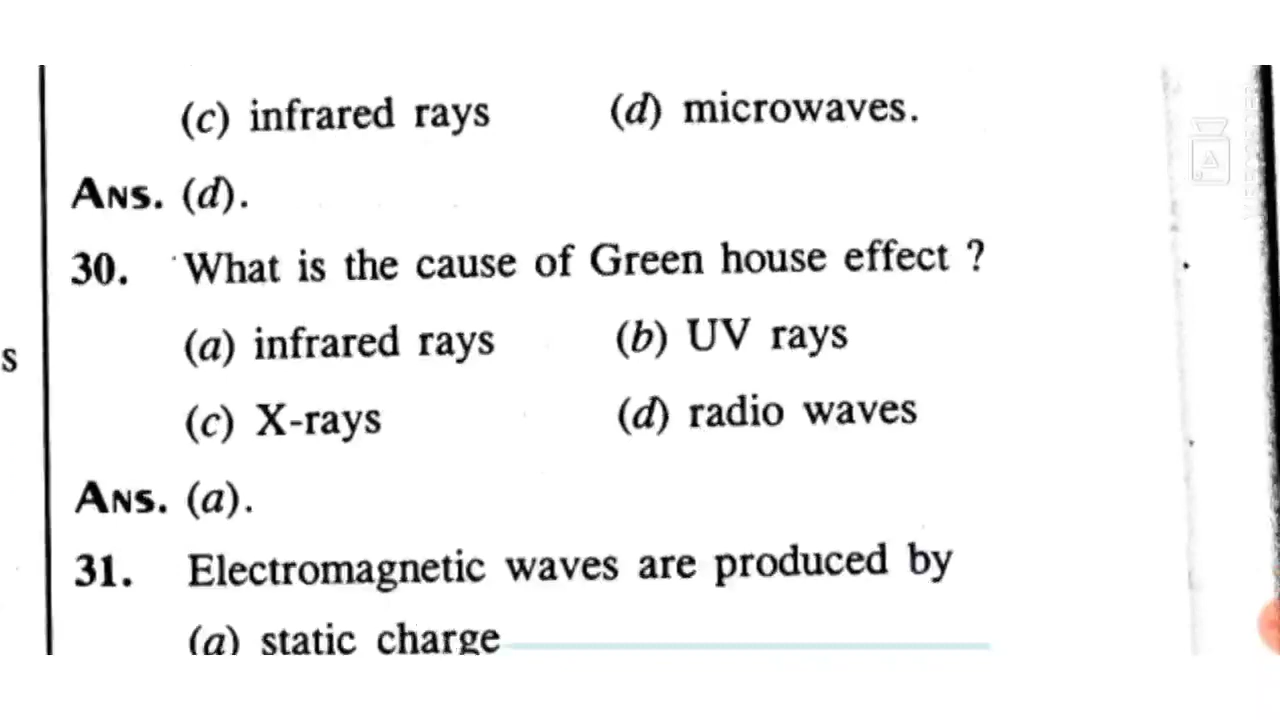 (c) infrared rays (d) microwaves.
ANS. (d).
30. What is the cause of Green house effect ?
(a) infrared rays (b) UV rays
s
(c) X-rays (d) radio waves
ANS. (a).
31. Electromagnetic waves are produced by
(a) static charge